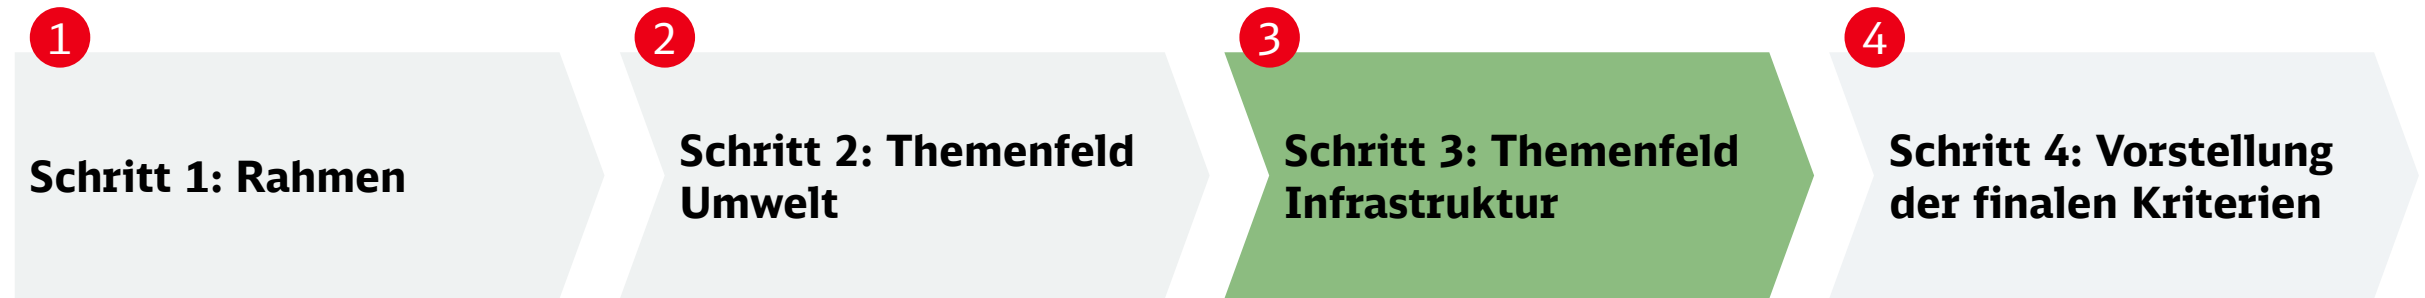 1
Schritt 1: Rahmen
2
Schritt 2: Themenfeld
Umwelt
3
Schritt 3: Themenfeld
Infrastruktur
4
Schritt 4: Vorstellung
der finalen Kriterien